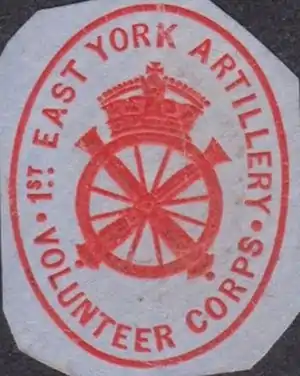 1ST EAST YORK ARTILLERY
VOLUNTEER CORPS